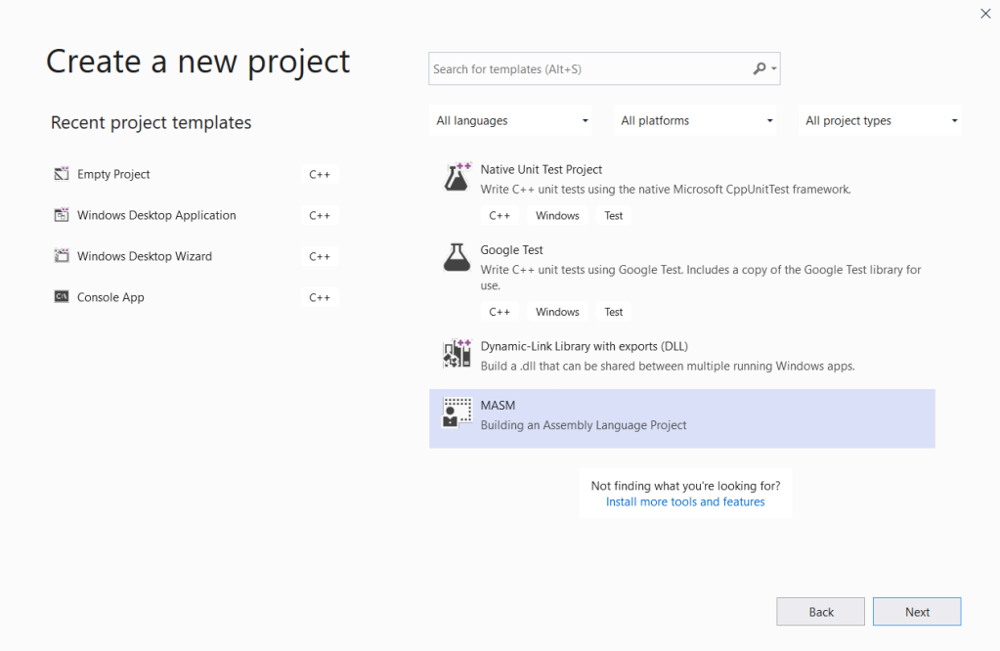 Create a new project
Search for templates (Alt+S)
Recent project templates
All languages
All platforms
All project types
Empty Project
C++
Windows Desktop Application
C++
Windows Desktop Wizard
C++
Console App
C++
Native Unit Test Project
Write C++ unit tests using the native Microsoft CppUnitTest framework.
C++
Windows
Test
Google Test
Write C++ unit tests using Google Test. Includes a copy of the Google Test library for
use.
C++
Windows
Test
Dynamic-Link Library with exports (DLL)
Build a .dll that can be shared between multiple running Windows apps.
MASM
Building an Assembly Language Project
Not finding what you're looking for?
Install more tools and features
Back
Next